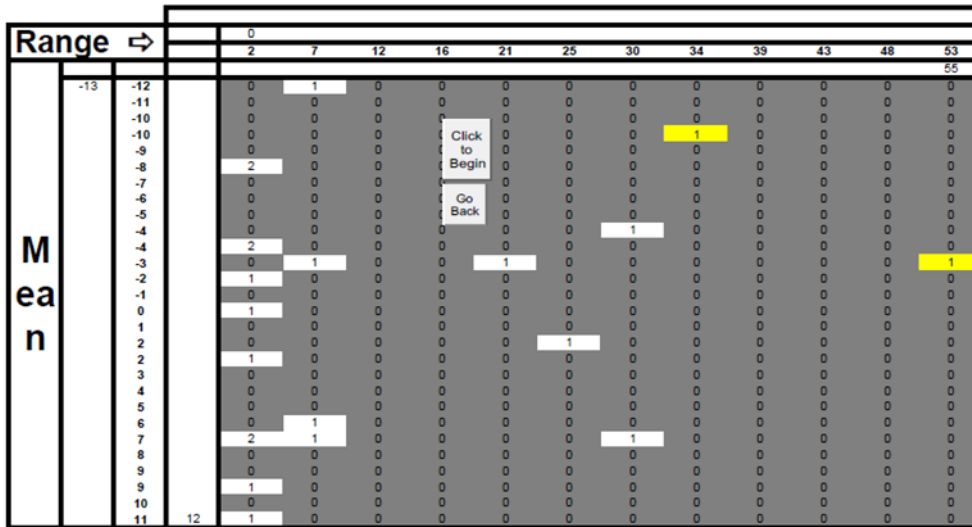 0
Range ⇨ 2 7 12 16 21 25 30 34 39 43 48 53
55
-13 -12 0 1 0 0 0 0 0 0 0 0 0 0
-11 0 0 0 0 0 0 0 0 0 0 0 0
-10 0 0 0 0 0 0 0 0 0 0 0 0
-10 0 0 0 0 0 0 0 1 0 0 0 0
-9 0 0 0 0 0 0 0 0 0 0 0 0
-8 2 0 0 0 0 0 0 0 0 0 0 0
-7 0 0 0 0 0 0 0 0 0 0 0 0
-6 0 0 0 0 0 0 0 0 0 0 0 0
-5 0 0 0 0 0 0 0 0 0 0 0 0
-4 0 0 0 0 0 0 1 0 0 0 0 0
-4 2 0 0 0 0 0 0 0 0 0 0 0
-3 0 1 0 0 1 0 0 0 0 0 0 1
-2 1 0 0 0 0 0 0 0 0 0 0 0
-1 0 0 0 0 0 0 0 0 0 0 0 0
0 1 0 0 0 0 0 0 0 0 0 0 0
1 0 0 0 0 0 0 0 0 0 0 0 0
2 0 0 0 0 0 1 0 0 0 0 0 0
2 1 0 0 0 0 0 0 0 0 0 0 0
3 0 0 0 0 0 0 0 0 0 0 0 0
4 0 0 0 0 0 0 0 0 0 0 0 0
5 0 0 0 0 0 0 0 0 0 0 0 0
6 0 1 0 0 0 0 0 0 0 0 0 0
7 2 1 0 0 0 0 1 0 0 0 0 0
8 0 0 0 0 0 0 0 0 0 0 0 0
9 0 0 0 0 0 0 0 0 0 0 0 0
9 1 0 0 0 0 0 0 0 0 0 0 0
10 0 0 0 0 0 0 0 0 0 0 0 0
11 12 1 0 0 0 0 0 0 0 0 0 0 0
M
ea
n
Click
to
Begin
Go
Back